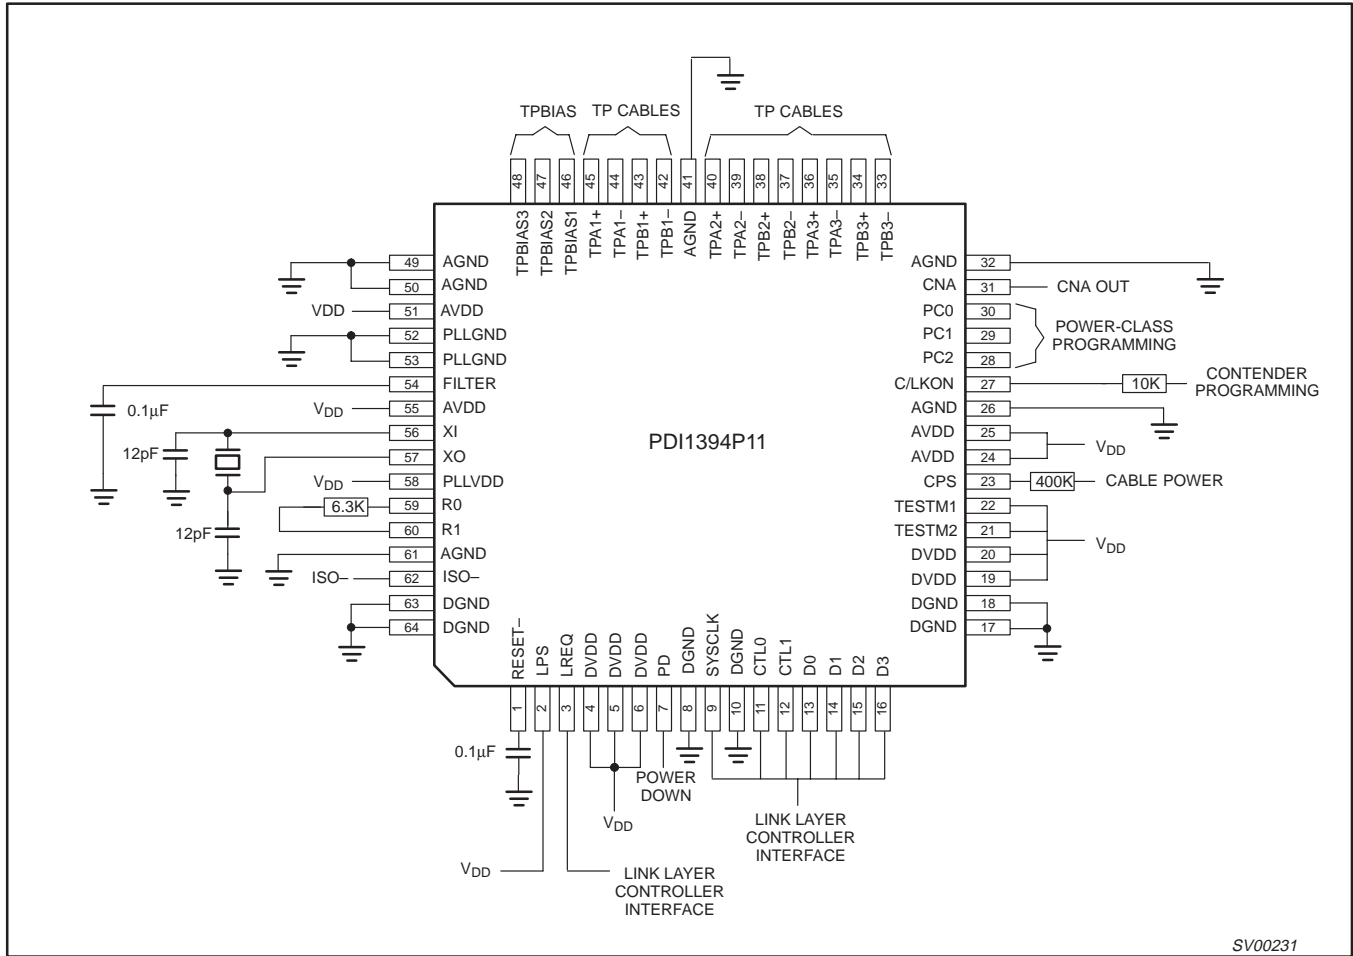 TPBIAS TP CABLES TP CABLES
48 47 46 45 44 43 42 41 40 39 38 37 36 35 34 33
TPBIAS3 TPBIAS2 TPBIAS1 TPA1+ TPA1– TPB1+ TPB1– AGND TPA2+ TPA2– TPB2+ TPB2– TPA3+ TPA3– TPB3+ TPB3–
49 AGND
50 AGND
VDD 51 AVDD
52 PLLGND
53 PLLGND
54 FILTER
0.1μF
VDD 55 AVDD
56 XI
12pF
57 XO
VDD 58 PLLVDD
6.3K 59 R0
60 R1
12pF
61 AGND
ISO– 62 ISO–
63 DGND
64 DGND
PDI1394P11
AGND 32
CNA 31 CNA OUT
PC0 30
PC1 29
PC2 28
POWER-CLASS
PROGRAMMING
C/LKON 27 10K
CONTENDER
PROGRAMMING
AGND 26
AVDD 25
AVDD 24
VDD
CPS 23 400K CABLE POWER
TESTM1 22
TESTM2 21
DVDD 20
DVDD 19
VDD
DGND 18
DGND 17
RESET– LPS LREQ DVDD DVDD DVDD PD DGND SYSCLK DGND CTL0 CTL1 D0 D1 D2 D3
1 2 3 4 5 6 7 8 9 10 11 12 13 14 15 16
0.1μF
POWER
DOWN
VDD
LINK LAYER
CONTROLLER
INTERFACE
VDD
LINK LAYER
CONTROLLER
INTERFACE
SV00231